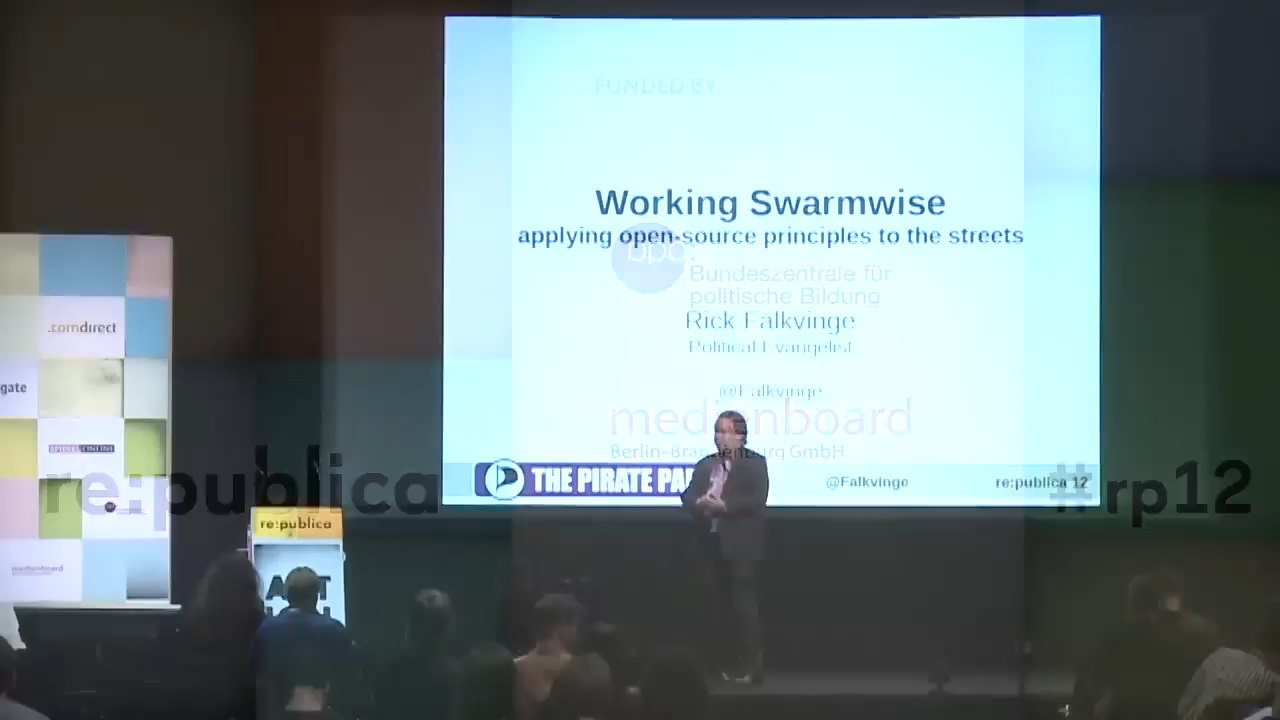 FUNDED BY
Working Swarmwise
applying open-source principles to the streets
bpb:
Bundeszentrale für
politische Bildung
Rick Falkvinge
Political Evangelist
@Falkvinge
medienboard
Berlin-Brandenburg GmbH
THE PIRATE PA
@Falkvinge
re:publica 12
re:publica
#rp12
.comdirect
gate
SPIEGEL ONLINE
medienboard
re:publica